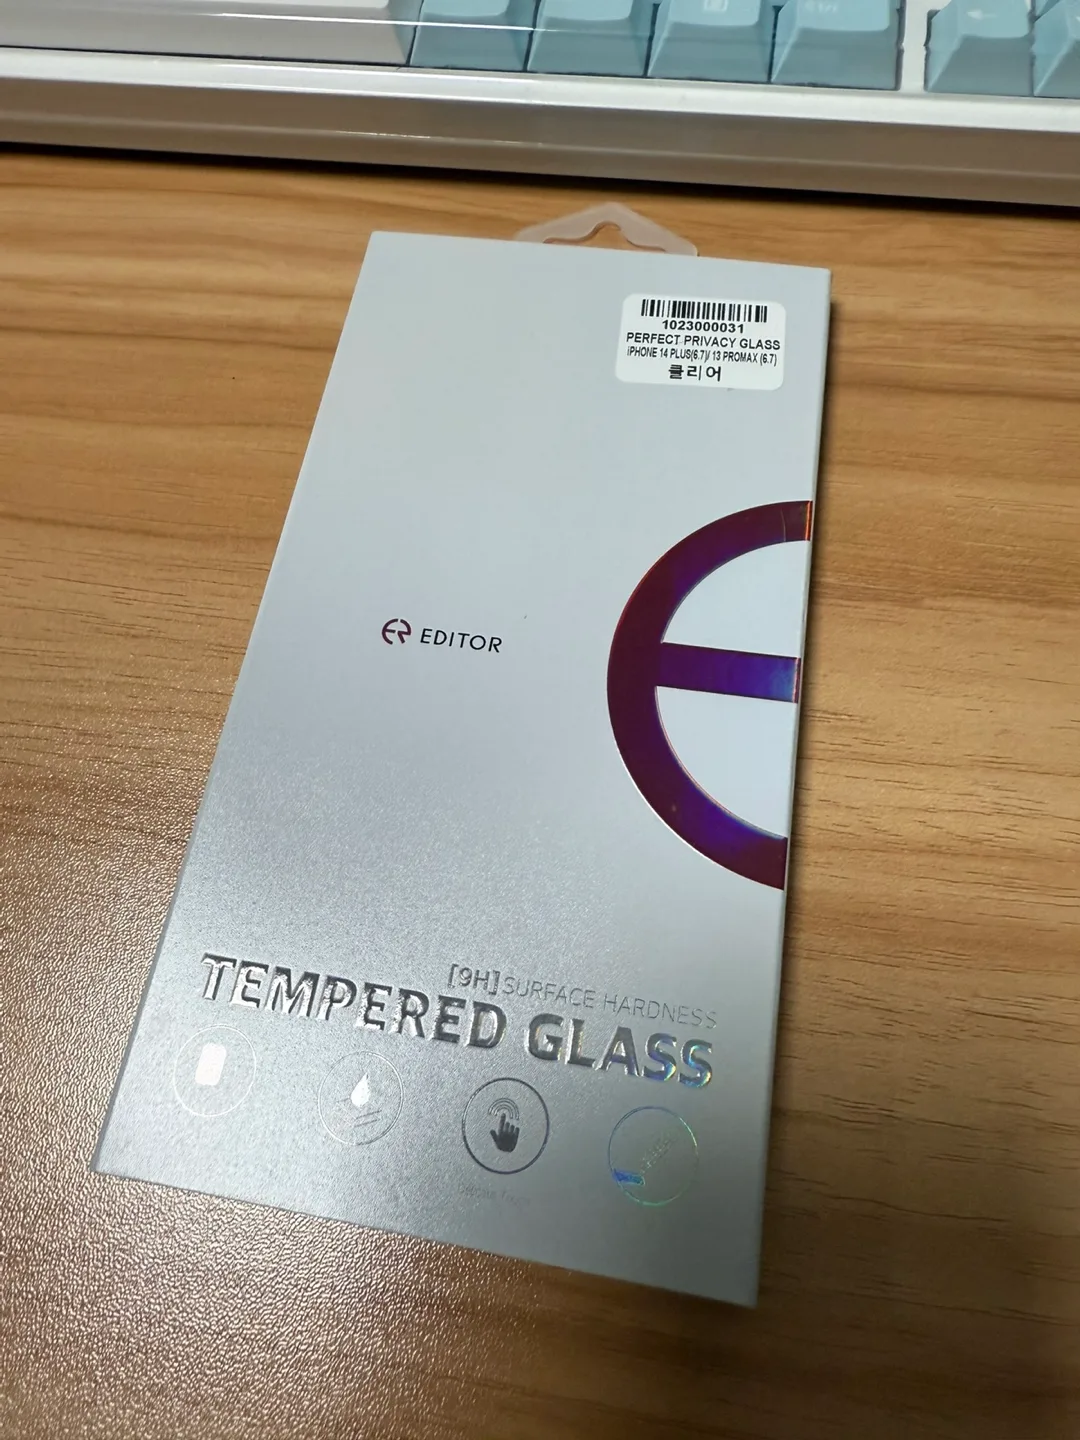 1023000031
PERFECT PRIVACY GLASS
iPHONE 14 PLUS(6.7)/ 13 PROMAX (6.7)
클리어
EDITOR
[9H] SURFACE HARDNESS
TEMPERED GLASS